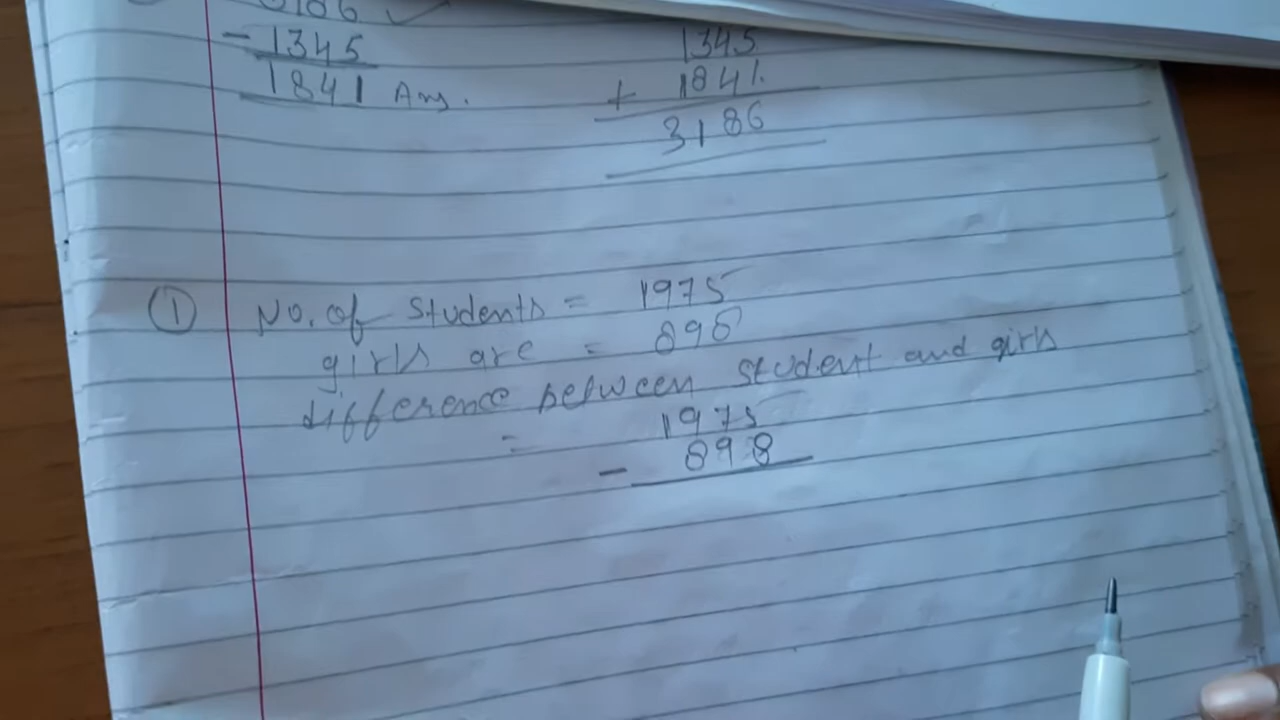 3186
- 1345
1841 Ans.
1345
+ 1841.
3186
① No. of students = 1975
girls are = 898
difference between student and girls
= 1975
- 898